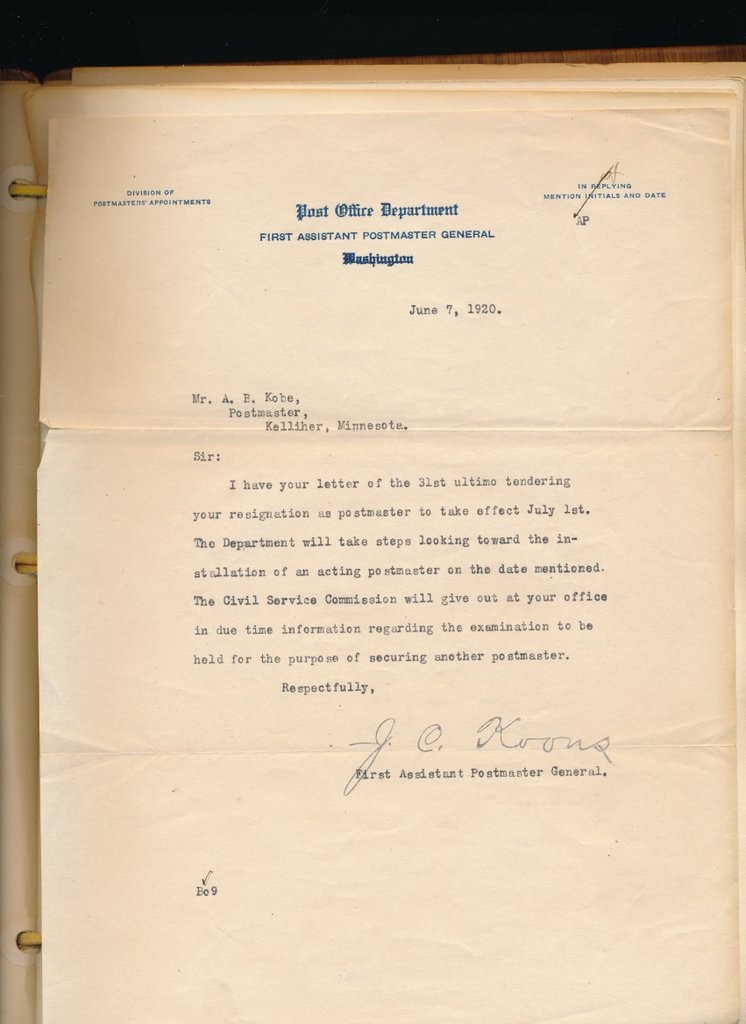 DIVISION OF
POSTMASTERS' APPOINTMENTS
IN REPLYING
MENTION INITIALS AND DATE
AP
Post Office Department
FIRST ASSISTANT POSTMASTER GENERAL
Washington
June 7, 1920.
Mr. A. B. Kobe,
Postmaster,
Kelliher, Minnesota.
Sir:
I have your letter of the 31st ultimo tendering
your resignation as postmaster to take effect July 1st.
The Department will take steps looking toward the in-
stallation of an acting postmaster on the date mentioned.
The Civil Service Commission will give out at your office
in due time information regarding the examination to be
held for the purpose of securing another postmaster.
Respectfully,
J. C. Koons
First Assistant Postmaster General.
Bo9